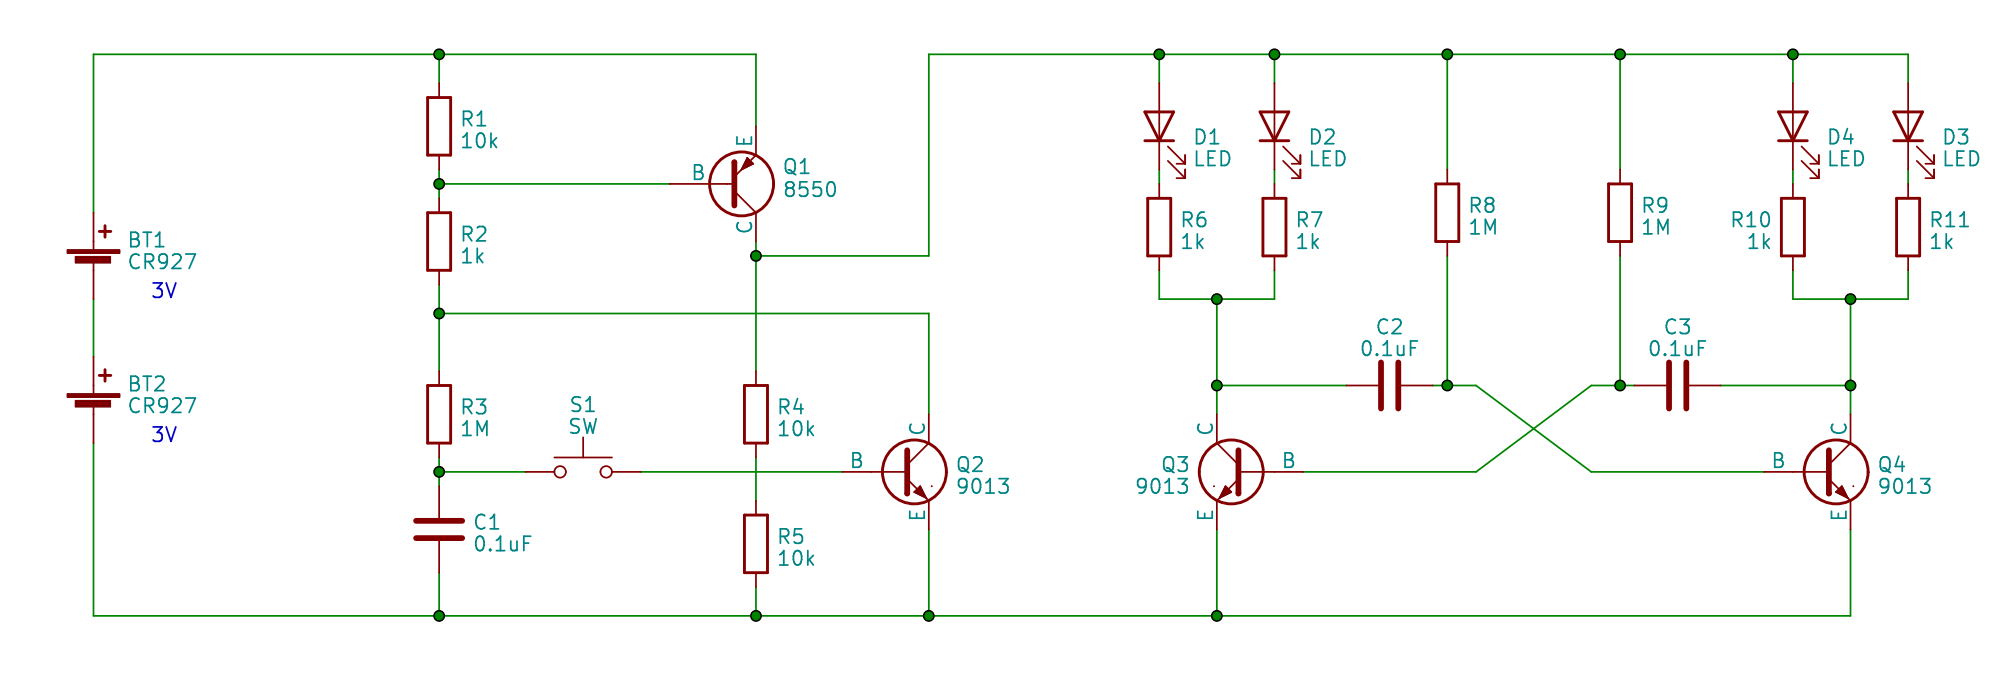 +
BT1
CR927
3V
+
BT2
CR927
3V
R1
10k
R2
1k
R3
1M
C1
0.1uF
S1
SW
B
E
C
Q1
8550
R4
10k
R5
10k
B
C
E
Q2
9013
D1
LED
D2
LED
R6
1k
R7
1k
C2
0.1uF
R8
1M
R9
1M
C3
0.1uF
D4
LED
D3
LED
R10
1k
R11
1k
C
Q3
9013
B
E
C
B
Q4
9013
E